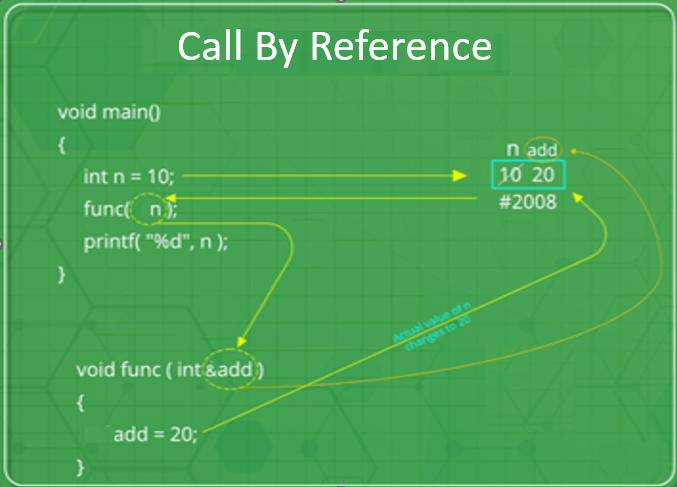 Call By Reference
void main()
{
int n = 10;
func( n );
printf( "%d", n );
}
n add
10 20
#2008
Actual value of n
changes to 20
void func ( int &add )
{
add = 20;
}